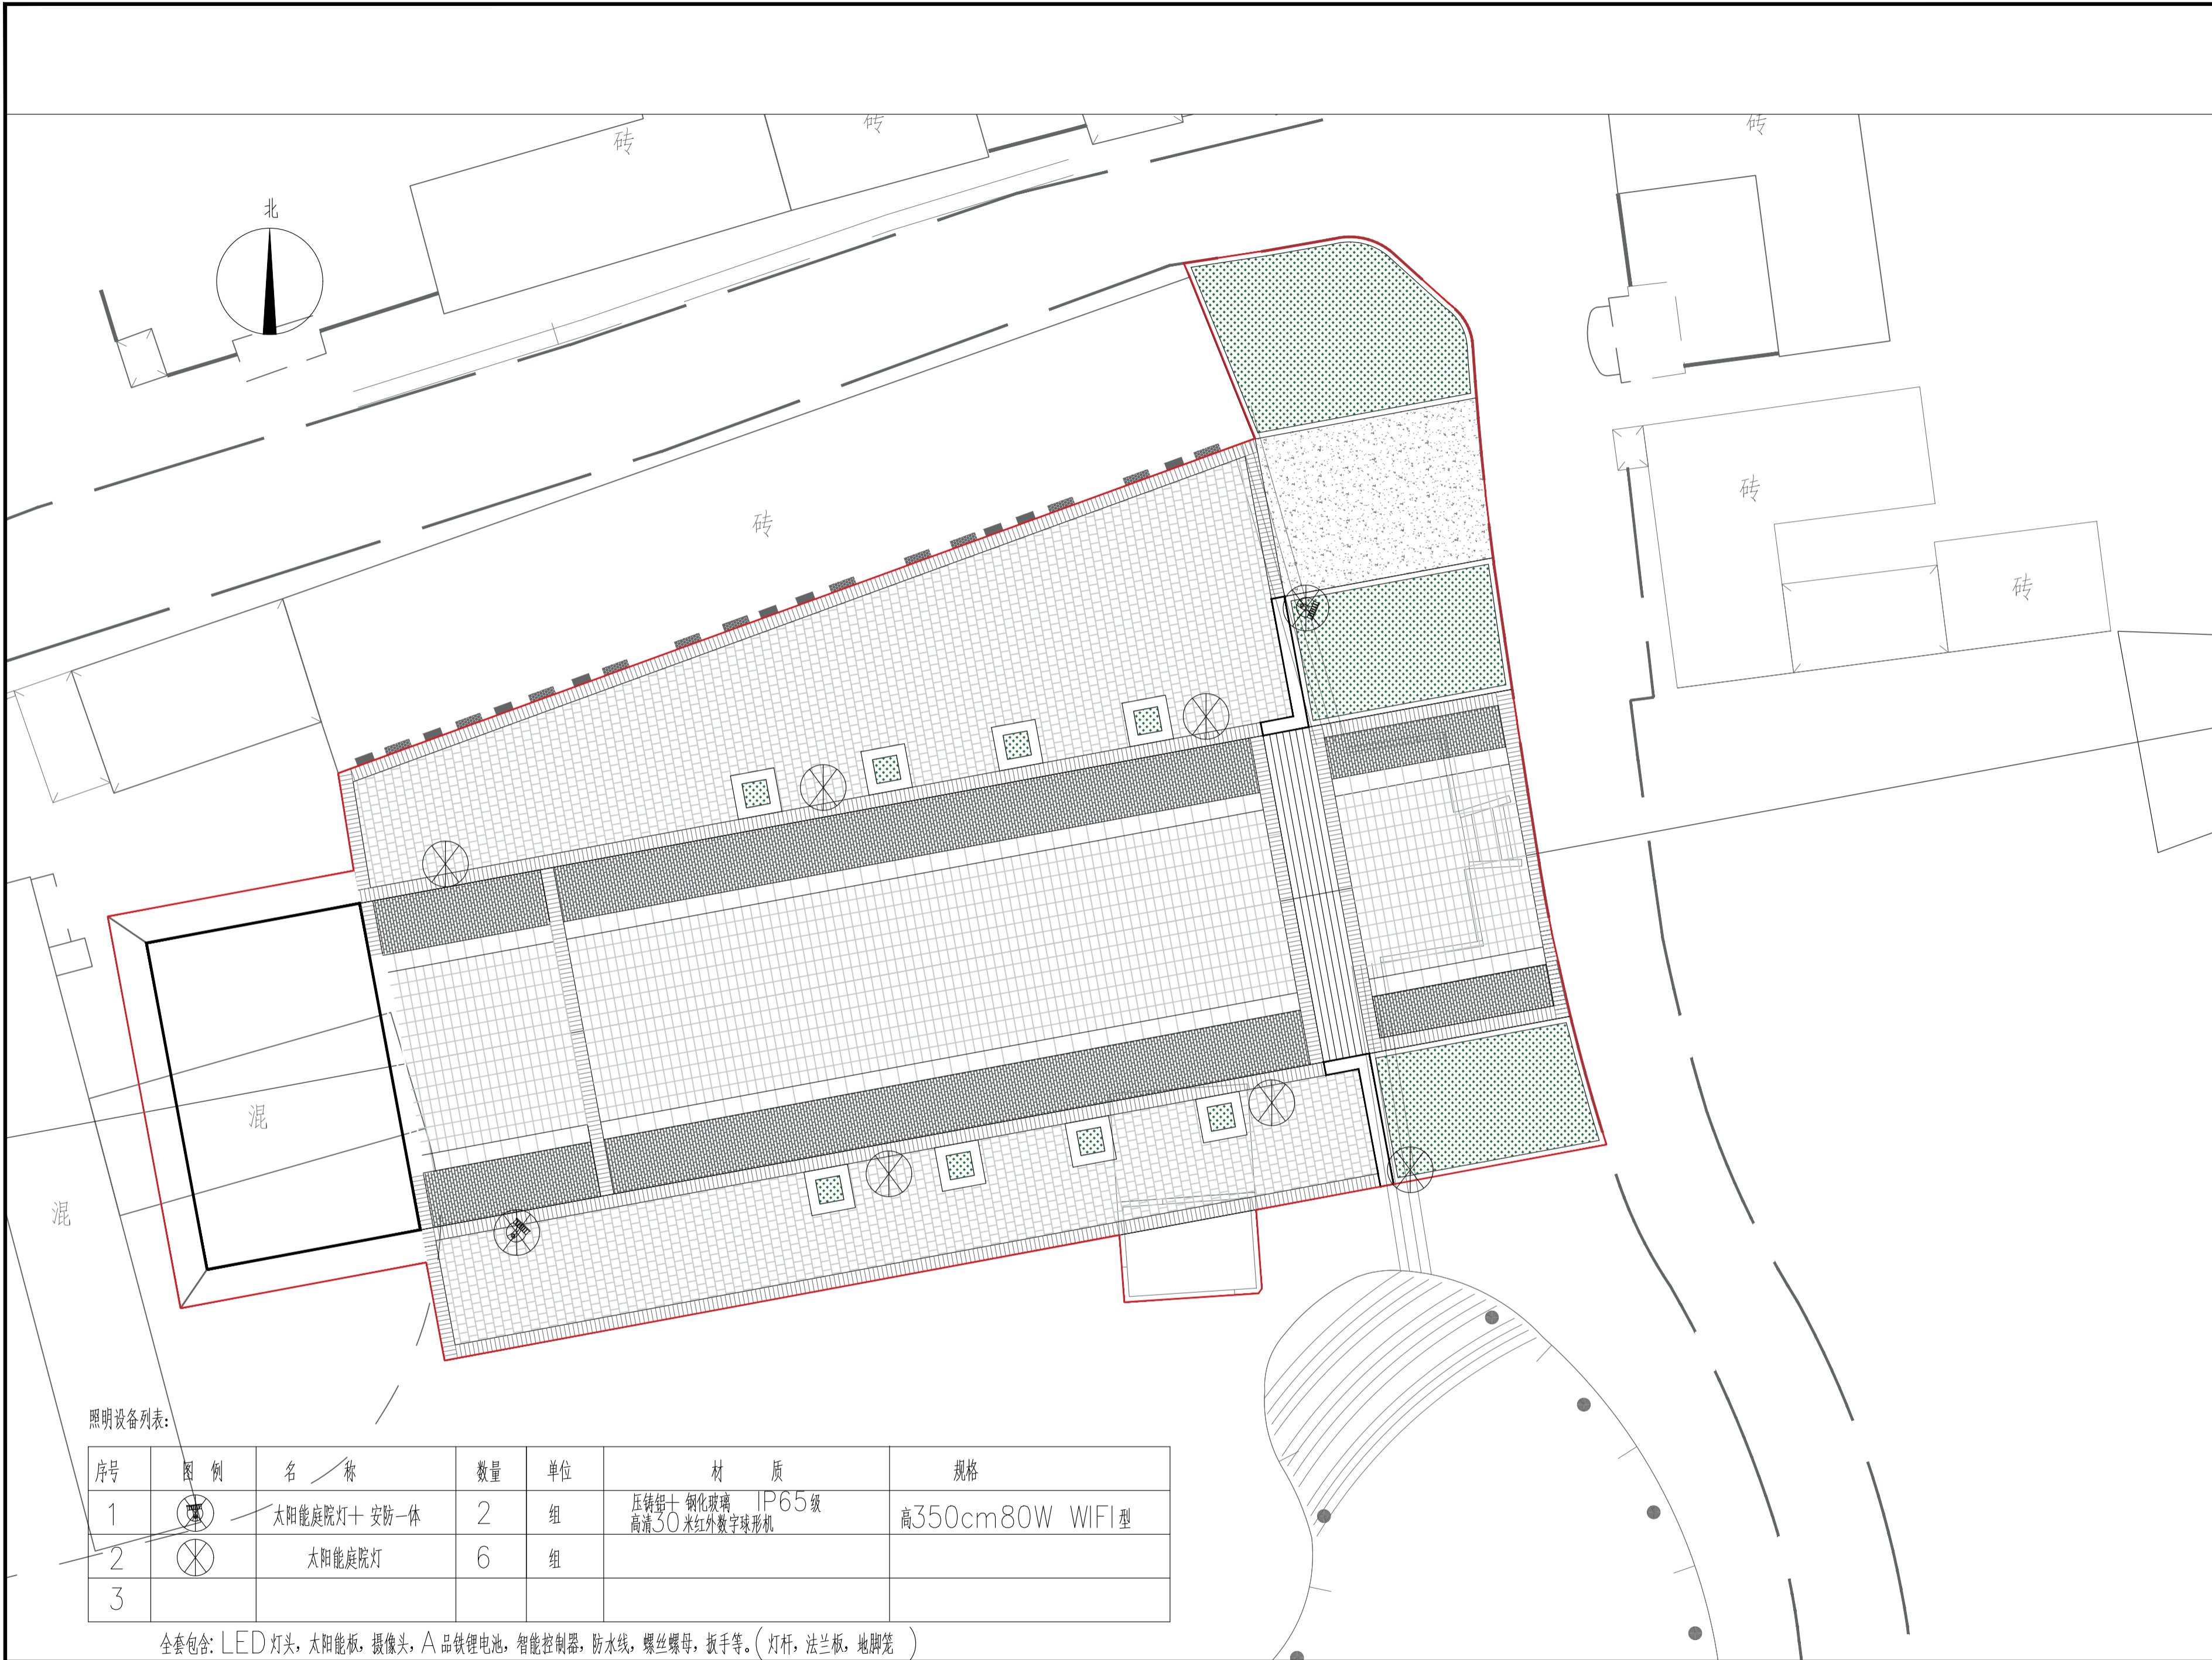 砖
砖
砖
北
砖
砖
砖
混
混
照明设备列表:
序号 图 例 名 称 数量 单位 材 质 规格
1 太阳能庭院灯+ 安防一体 2 组 压铸铝+ 钢化玻璃 IP65级
高清30米红外数字球形机 高350cm80W WIFI型
2 太阳能庭院灯 6 组
3
全套包含: LED灯头, 太阳能板, 摄像头, A品铁锂电池, 智能控制器, 防水线, 螺丝螺母, 扳手等。( 灯杆, 法兰板, 地脚笼 )